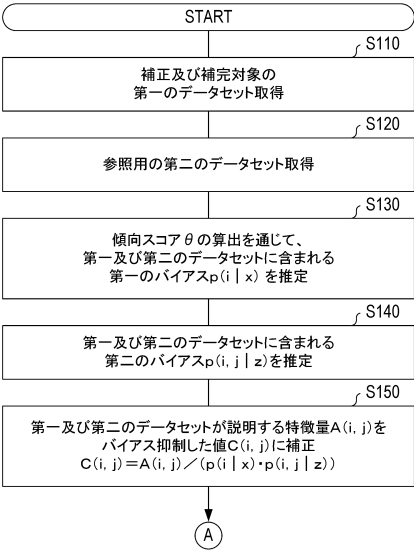 START
S110
補正及び補完対象の
第一のデータセット取得
S120
参照用の第二のデータセット取得
S130
傾向スコアθの算出を通じて、
第一及び第二のデータセットに含まれる
第一のバイアスp(i|x)を推定
S140
第一及び第二のデータセットに含まれる
第二のバイアスp(i,j|z)を推定
S150
第一及び第二のデータセットが説明する特徴量A(i,j)を
バイアス抑制した値C(i,j)に補正
C(i,j)=A(i,j)/(p(i|x)・p(i,j|z))
A